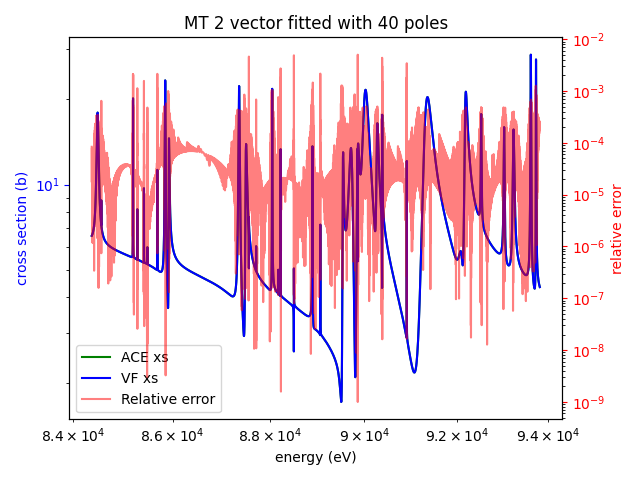 MT 2 vector fitted with 40 poles
cross section (b)
10¹
10⁻²
10⁻³
10⁻⁴
10⁻⁵
10⁻⁶
10⁻⁷
10⁻⁸
10⁻⁹
relative error
ACE xs
VF xs
Relative error
8.4 × 10⁴ 8.6 × 10⁴ 8.8 × 10⁴ 9 × 10⁴ 9.2 × 10⁴ 9.4 × 10⁴
energy (eV)